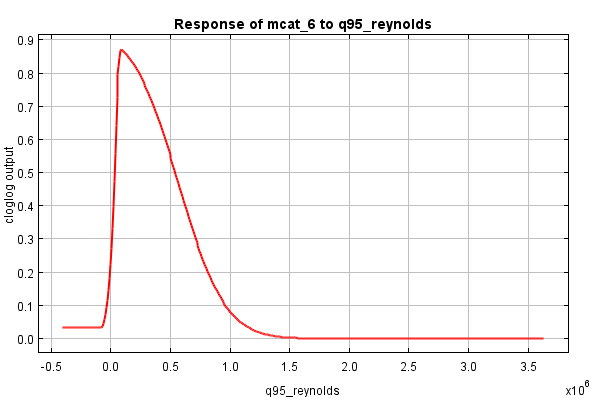 Response of mcat_6 to q95_reynolds
0.9
0.8
0.7
0.6
0.5
0.4
0.3
0.2
0.1
0.0
cloglog output
-0.5 0.0 0.5 1.0 1.5 2.0 2.5 3.0 3.5
q95_reynolds
x10⁶